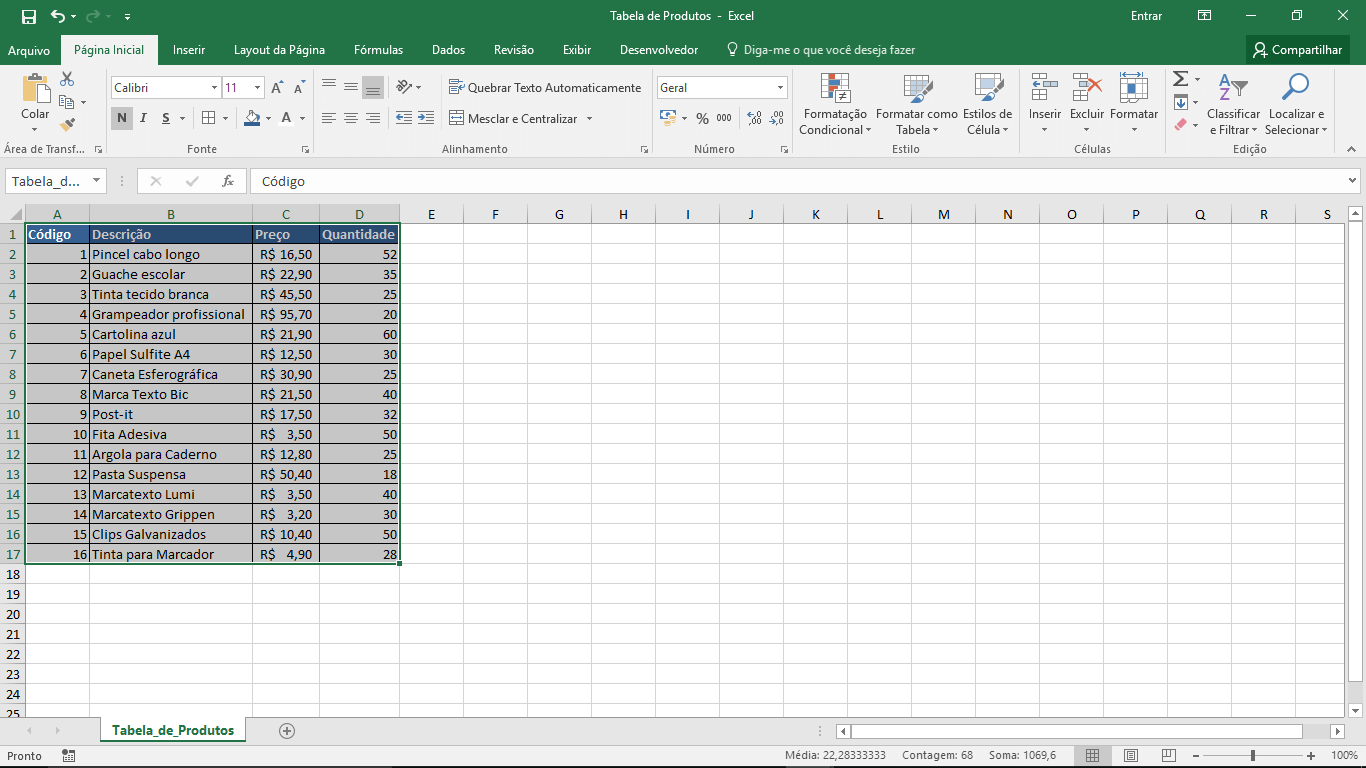 Tabela de Produtos - Excel
Entrar
Arquivo Página Inicial Inserir Layout da Página Fórmulas Dados Revisão Exibir Desenvolvedor Diga-me o que você deseja fazer Compartilhar
Colar
Área de Transf...
Calibri 11
N I S A
Fonte
Quebrar Texto Automaticamente
Mesclar e Centralizar
Alinhamento
Geral
% 000
Número
Formatação Condicional
Formatar como Tabela
Estilos de Célula
Estilo
Inserir Excluir Formatar
Células
Classificar e Filtrar
Localizar e Selecionar
Edição
Tabela_d... fx Código
A B C D E F G H I J K L M N O P Q R S
1 Código Descrição Preço Quantidade
2 1 Pincel cabo longo R$ 16,50 52
3 2 Guache escolar R$ 22,90 35
4 3 Tinta tecido branca R$ 45,50 25
5 4 Grampeador profissional R$ 95,70 20
6 5 Cartolina azul R$ 21,90 60
7 6 Papel Sulfite A4 R$ 12,50 30
8 7 Caneta Esferográfica R$ 30,90 25
9 8 Marca Texto Bic R$ 21,50 40
10 9 Post-it R$ 17,50 32
11 10 Fita Adesiva R$ 3,50 50
12 11 Argola para Caderno R$ 12,80 25
13 12 Pasta Suspensa R$ 50,40 18
14 13 Marcatexto Lumi R$ 3,50 40
15 14 Marcatexto Grippen R$ 3,20 30
16 15 Clips Galvanizados R$ 10,40 50
17 16 Tinta para Marcador R$ 4,90 28
18
19
20
21
22
23
24
25
Tabela_de_Produtos
Pronto Média: 22,28333333 Contagem: 68 Soma: 1069,6 100%